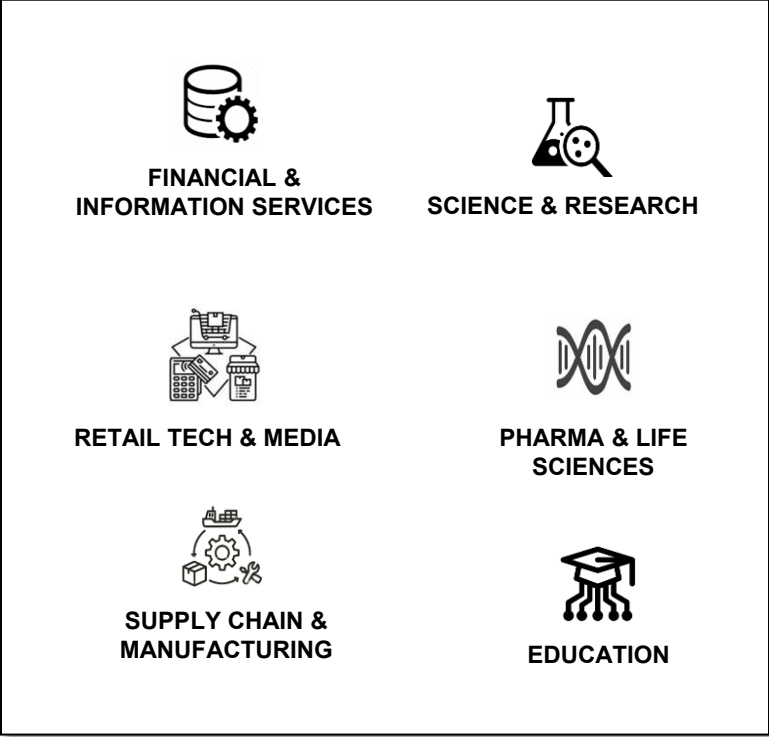 FINANCIAL &
INFORMATION SERVICES
SCIENCE & RESEARCH
RETAIL TECH & MEDIA
PHARMA & LIFE
SCIENCES
SUPPLY CHAIN &
MANUFACTURING
EDUCATION